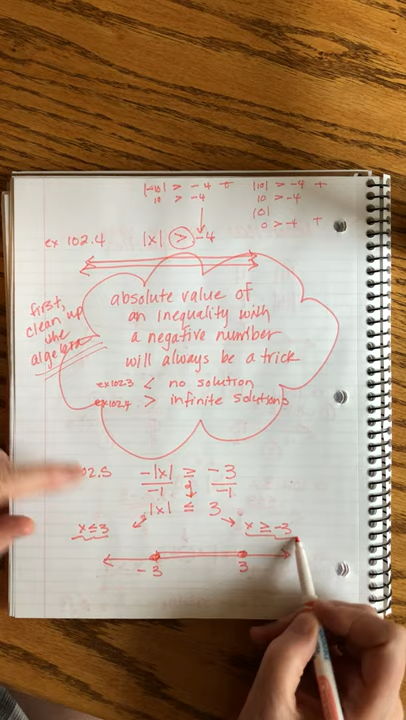 |-10| > -4 + |10| > -4 +
10 > -4 10 > -4
|0|
0 > -4 +
ex 102.4 |x| > -4
first,
clean up
the
algebra
absolute value of
an inequality with
a negative number
will always be a trick
ex 102.3 < no solution
ex 102.4 > infinite solutions
02.5 -|x| ≥ -3
-1 -1
|x| ≤ 3
x ≤ 3 x ≥ -3
-3 3